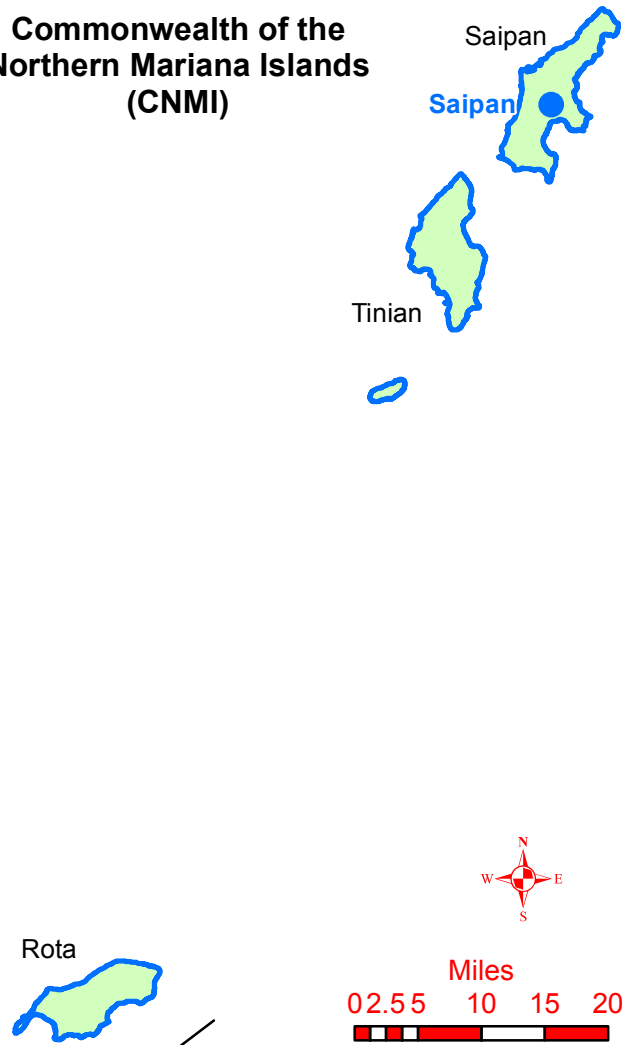 Commonwealth of the
Northern Mariana Islands
(CNMI)
Saipan
Saipan
Tinian
N
W E
S
Rota
Miles
0 2.5 5 10 15 20